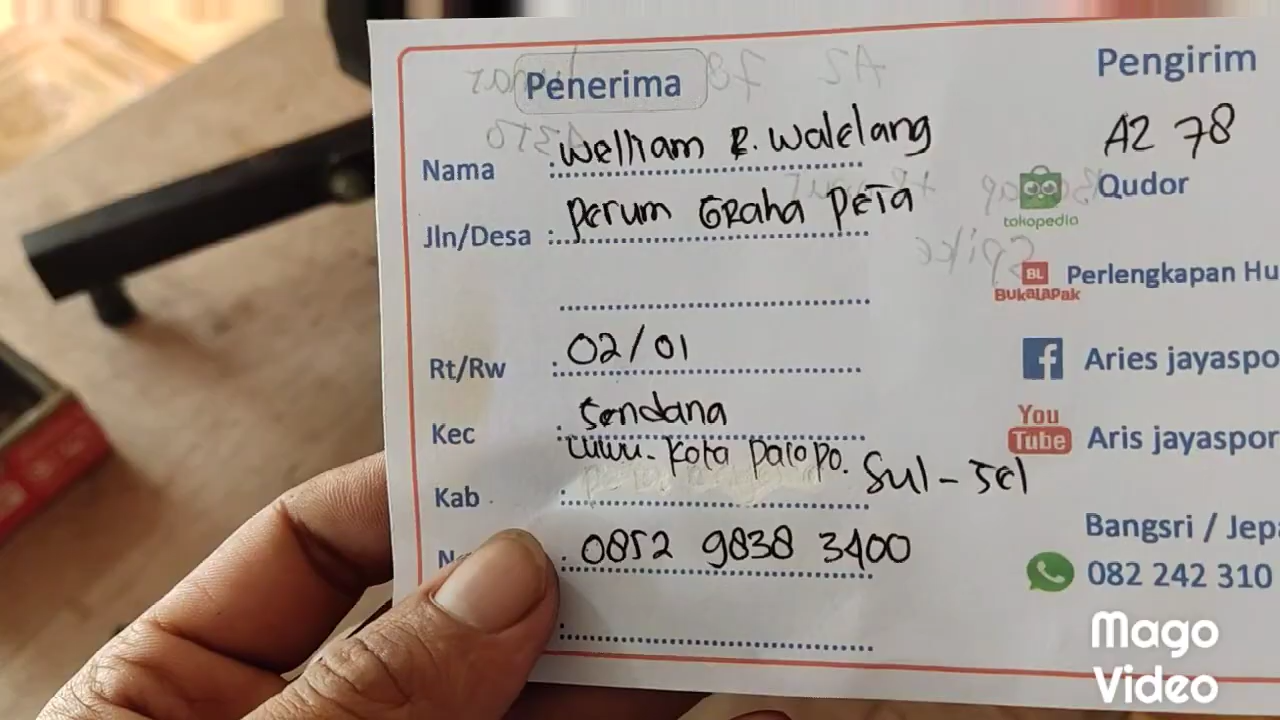 Penerima
Nama : Welliam R. Walelang
Jln/Desa : Perum GRaha PETA
Rt/Rw : 02/01
Kec : Sendana
Luwu - Kota Palopo. Sul-Sel
Kab :
: 0852 9838 3400
Pengirim
A2 78
tokopedia
Qudor
BL
BukaLapak
Perlengkapan Hu
f Aries jayaspo
You
Tube
Aris jayaspor
Bangsri / Jepa
082 242 310
Mago
Video